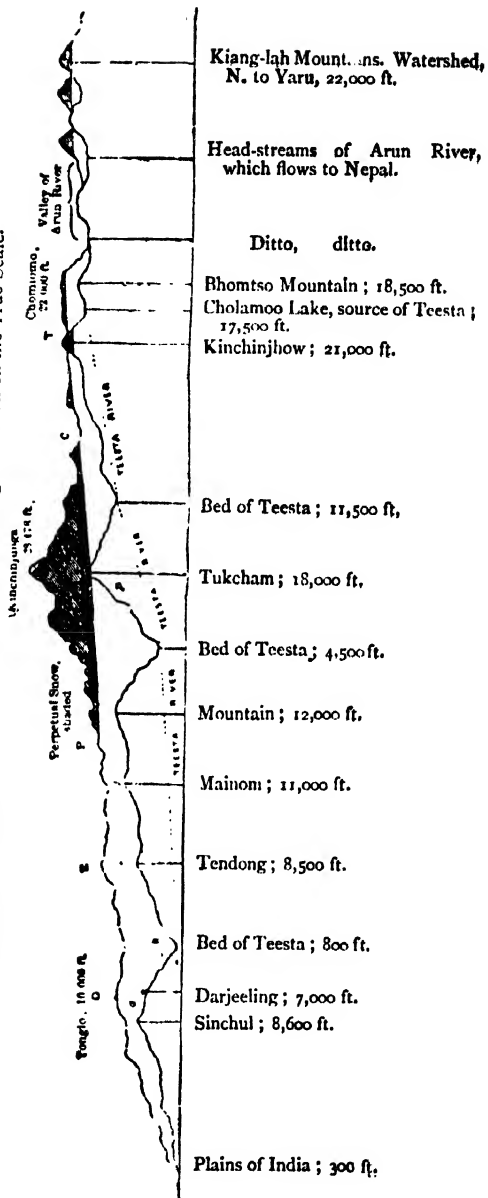 Kiang-lah Mount..ns. Watershed,
N. to Yaru, 22,000 ft.
Head-streams of Arun River,
which flows to Nepal.
Ditto, ditto.
Bhomtso Mountain ; 18,500 ft.
Cholamoo Lake, source of Teesta ;
17,500 ft.
Kinchinjhow ; 21,000 ft.
Bed of Teesta ; 11,500 ft,
Tukcham ; 18,000 ft,
Bed of Teesta ; 4,500 ft.
Mountain ; 12,000 ft.
Mainom ; 11,000 ft.
Tendong ; 8,500 ft.
Bed of Teesta ; 800 ft.
Darjeeling ; 7,000 ft.
Sinchul ; 8,600 ft.
Plains of India ; 300 ft.
Valley of
Arun River
Chomiomo,
T
C
TEESTA RIVER
TEESTA RIVER
TEESTA RIVER
P
Perpetual Snow,
shaded
P
Tonglo, 10 000 ft
D